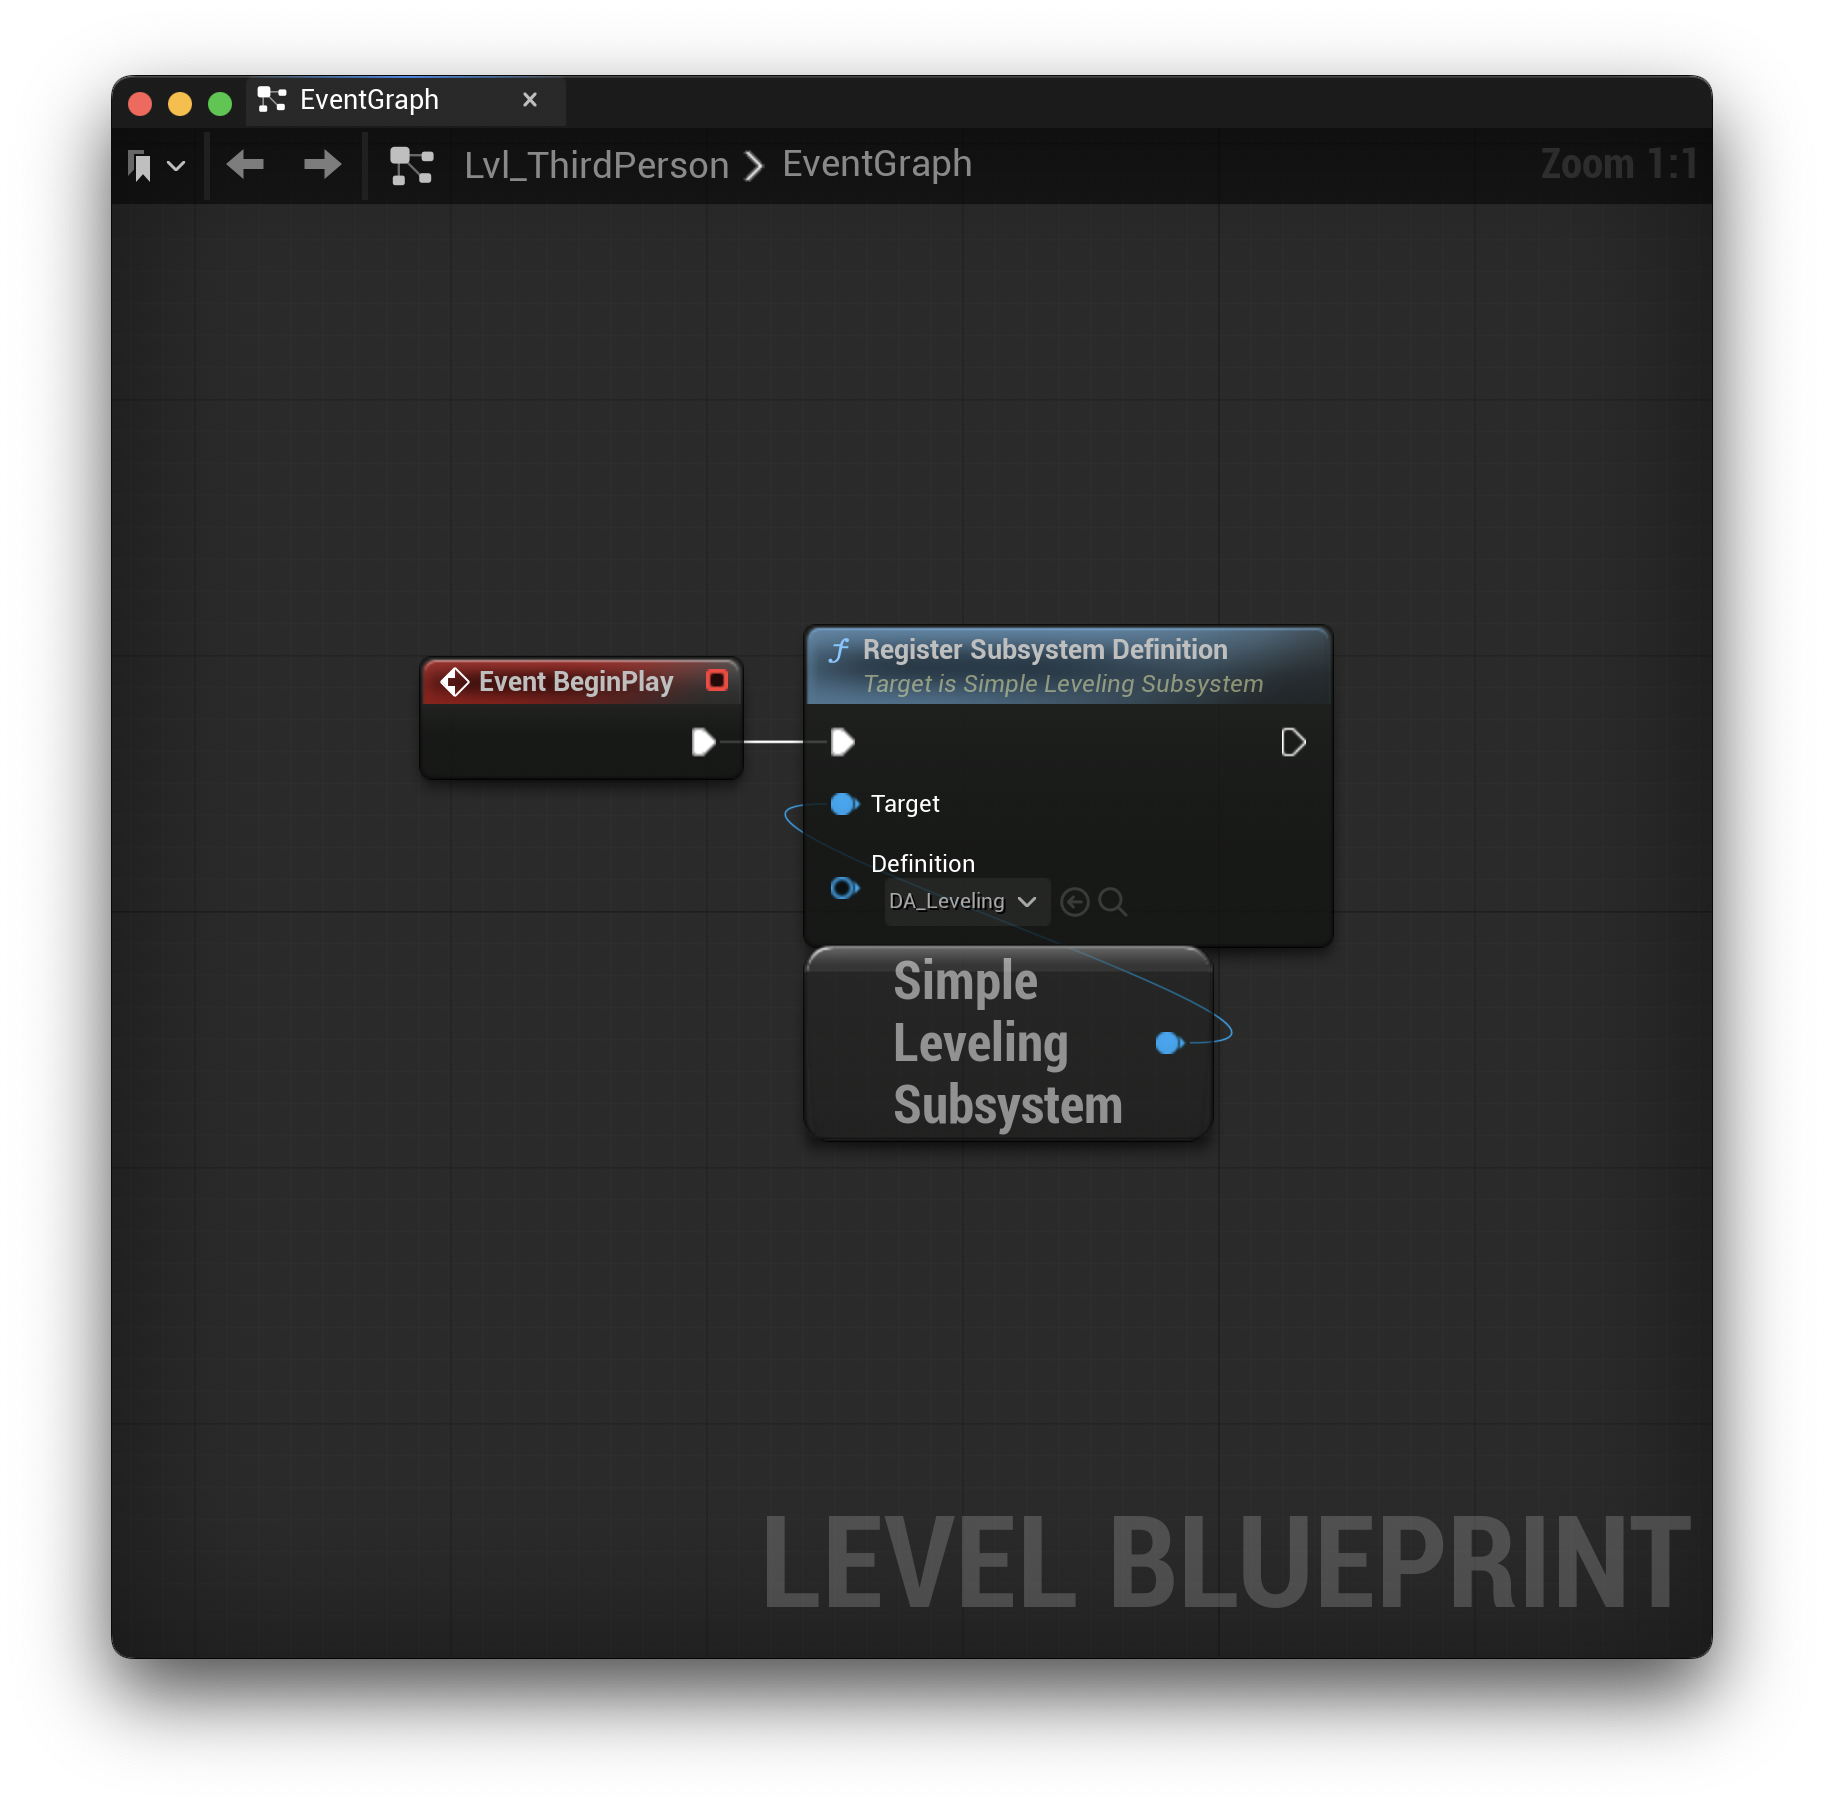 EventGraph
Lvl_ThirdPerson > EventGraph
Zoom 1:1
Event BeginPlay
f Register Subsystem Definition
Target is Simple Leveling Subsystem
Target
Definition
DA_Leveling
Simple
Leveling
Subsystem
LEVEL BLUEPRINT